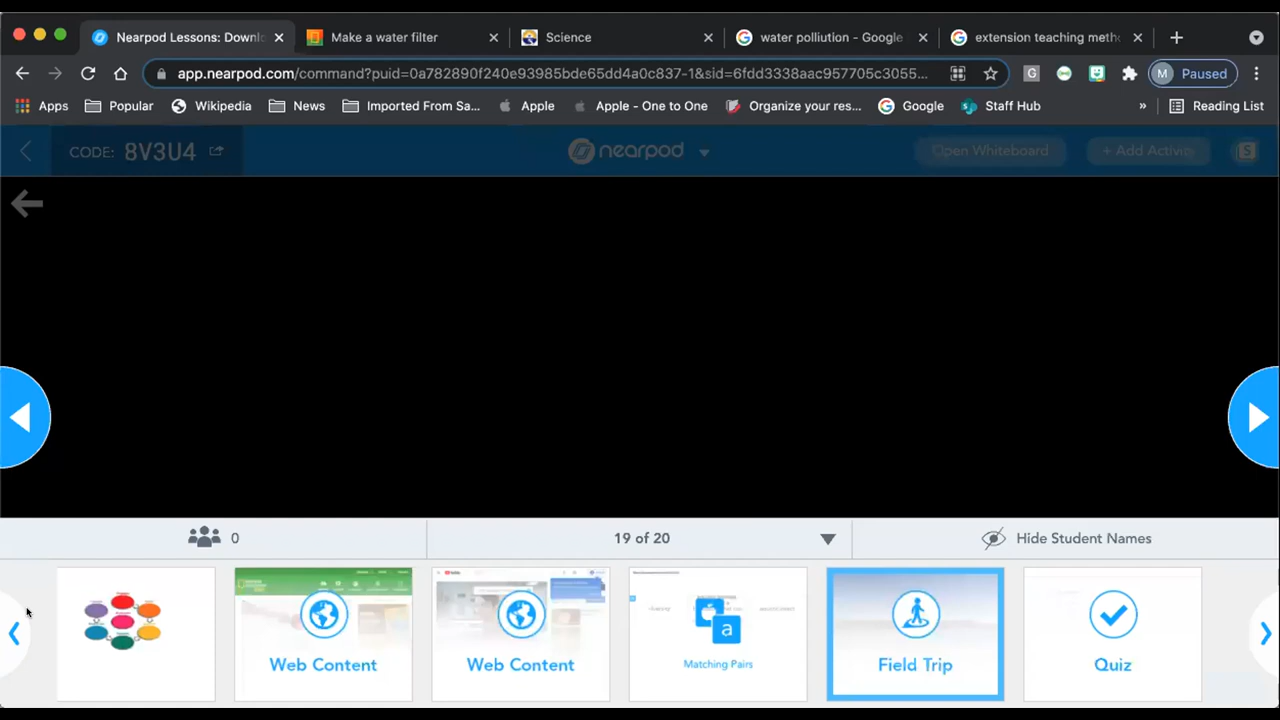 Nearpod Lessons: Downl
Make a water filter
Science
water polliution - Google
extension teaching meth
app.nearpod.com/command?puid=0a782890f240e93985bde65dd4a0c837-1&sid=6fdd3338aac957705c3055...
G
M Paused
Apps
Popular
Wikipedia
News
Imported From Sa...
Apple
Apple - One to One
Organize your res...
Google
Staff Hub
»
Reading List
CODE: 8V3U4
nearpod
Open Whiteboard
+ Add Activity
S
0
19 of 20
Hide Student Names
Web Content
Web Content
a
Matching Pairs
Field Trip
Quiz